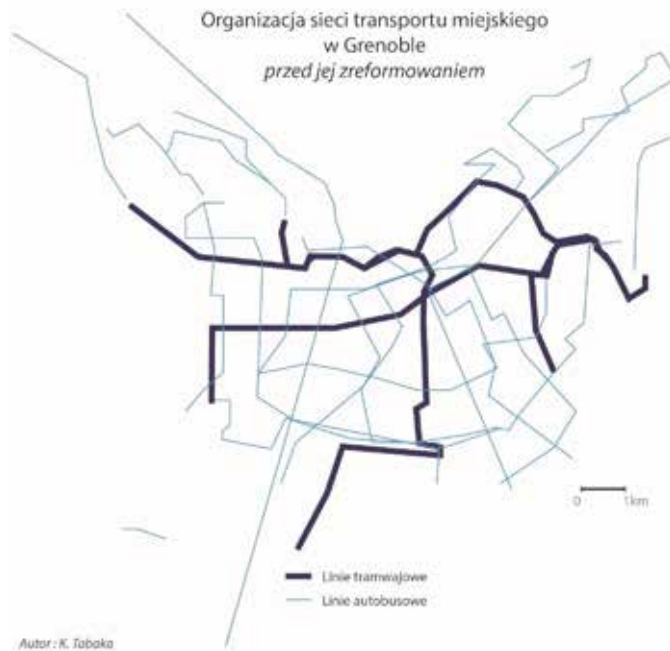 Organizacja sieci transportu miejskiego
w Grenoble
przed jej zreformowaniem
0 1km
Linie tramwajowe
Linie autobusowe
Autor : K. Tabaka